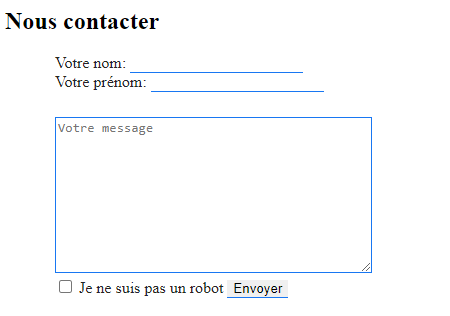 Nous contacter
Votre nom:
Votre prénom:
Votre message
Je ne suis pas un robot Envoyer